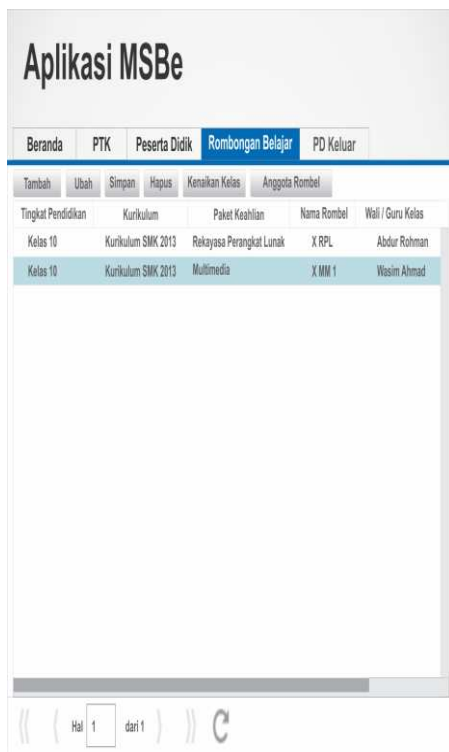 Aplikasi MSBe
Beranda PTK Peserta Didik Rombongan Belajar PD Keluar
Tambah Ubah Simpan Hapus Kenaikan Kelas Anggota Rombel
Tingkat Pendidikan Kurikulum Paket Keahlian Nama Rombel Wali / Guru Kelas
Kelas 10 Kurikulum SMK 2013 Rekayasa Perangkat Lunak X RPL Abdur Rohman
Kelas 10 Kurikulum SMK 2013 Multimedia X MM 1 Wasim Ahmad
Hal 1 dari 1